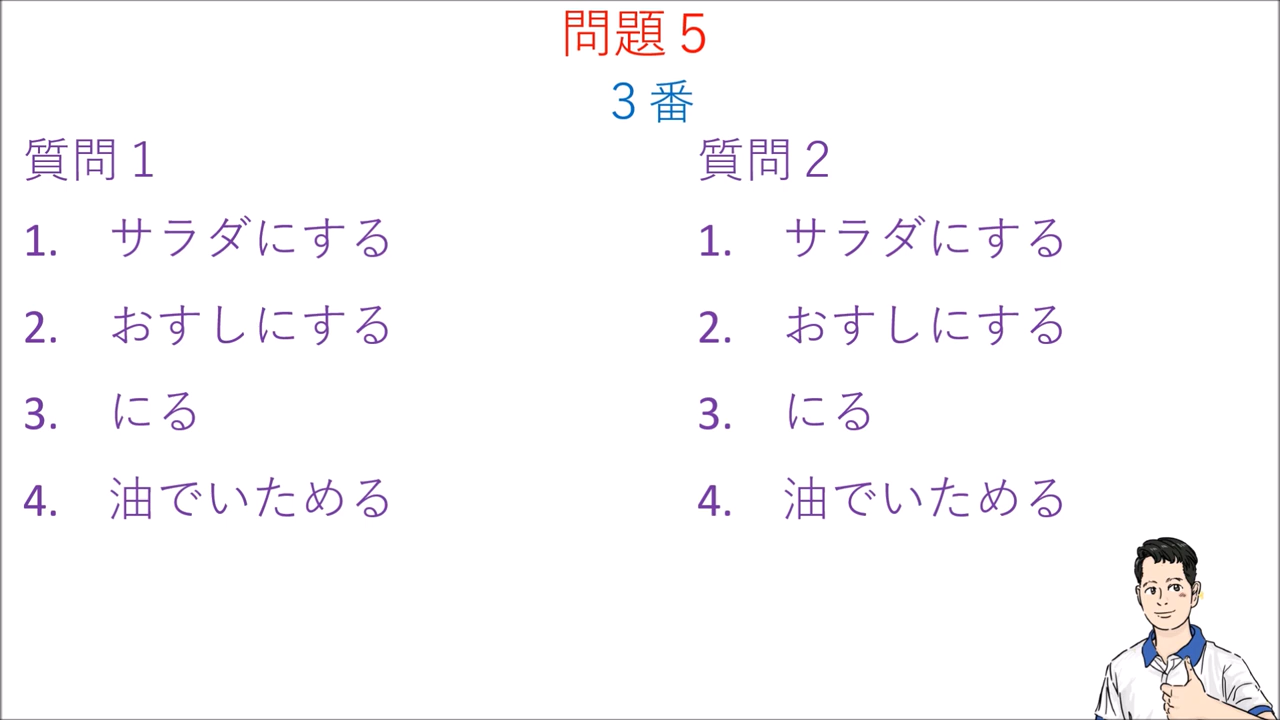 問題５
３番
質問１
1. サラダにする
2. おすしにする
3. にる
4. 油でいためる
質問２
1. サラダにする
2. おすしにする
3. にる
4. 油でいためる